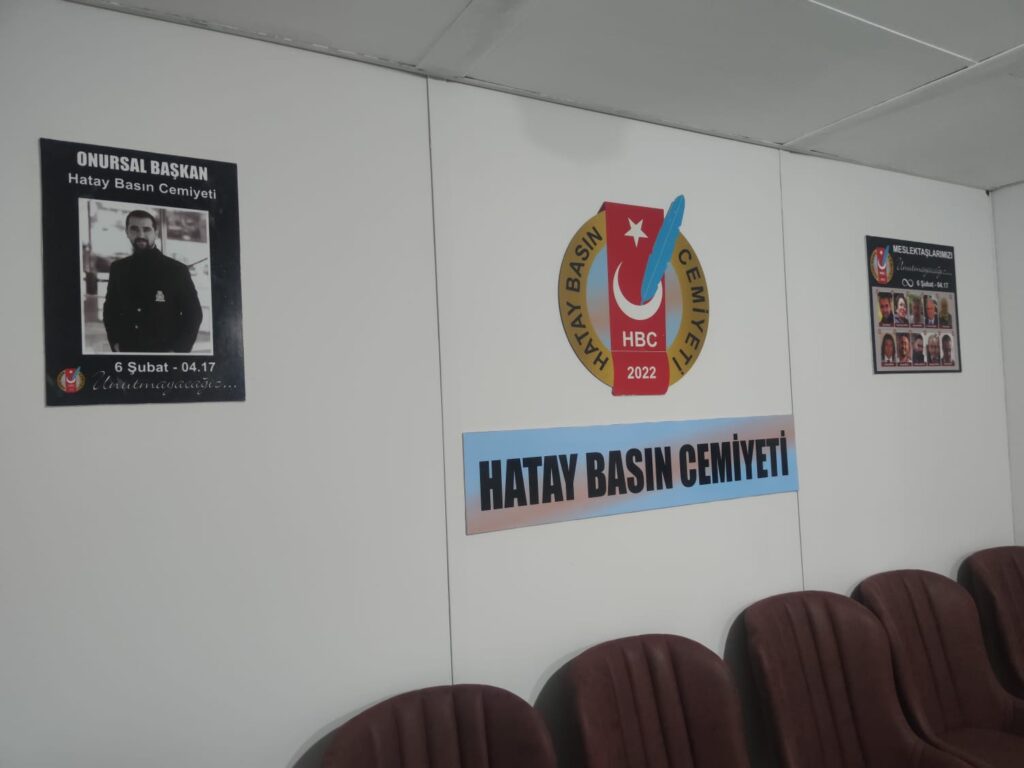 ONURSAL BAŞKAN
Hatay Basın Cemiyeti
6 Şubat - 04.17
Unutmayacağız...
HATAY BASIN CEMİYETİ
HBC
2022
HATAY BASIN CEMİYETİ
MESLEKTAŞLARIMIZI
Unutmayacağız...
6 Şubat - 04.17